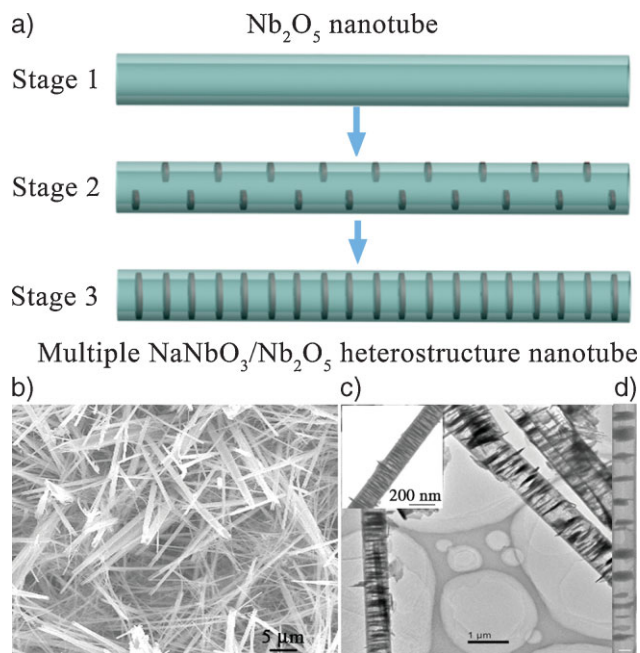 a)
Nb₂O₅ nanotube
Stage 1
Stage 2
Stage 3
Multiple NaNbO₃/Nb₂O₅ heterostructure nanotube
b)
c)
d)
200 nm
5 μm
1 μm